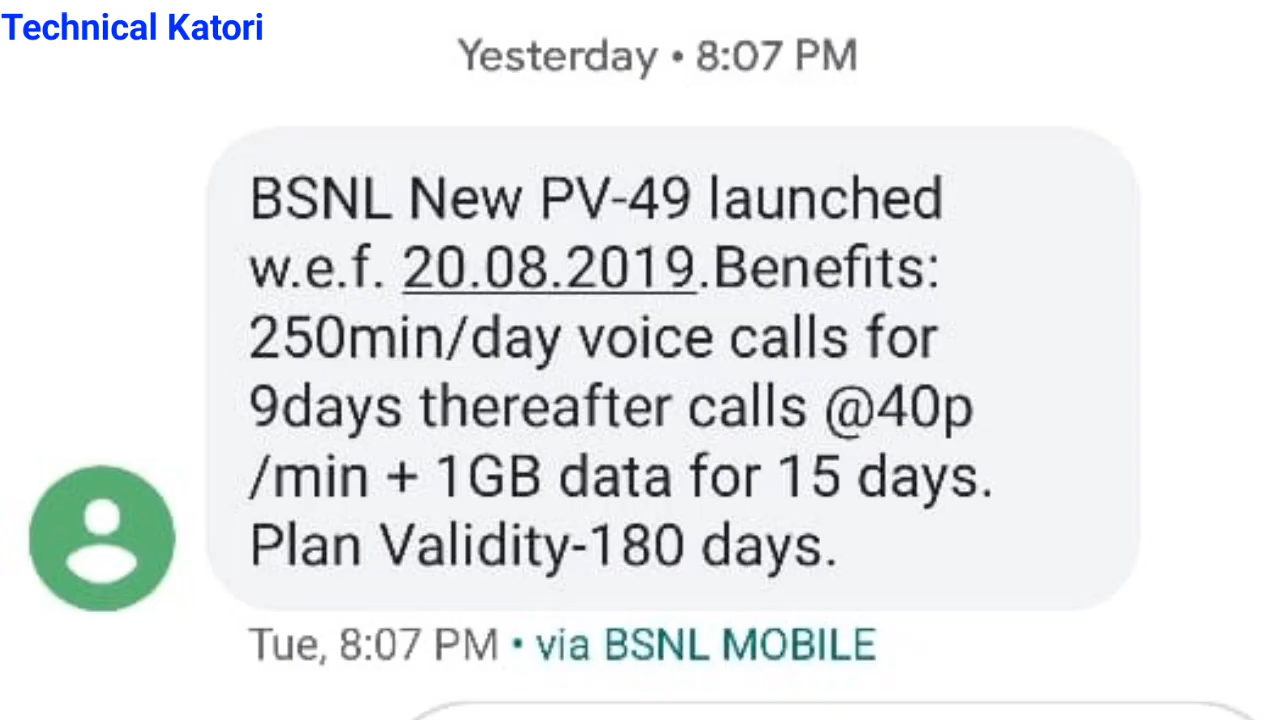 Technical Katori
Yesterday • 8:07 PM
BSNL New PV-49 launched
w.e.f. 20.08.2019.Benefits:
250min/day voice calls for
9days thereafter calls @40p
/min + 1GB data for 15 days.
Plan Validity-180 days.
Tue, 8:07 PM • via BSNL MOBILE